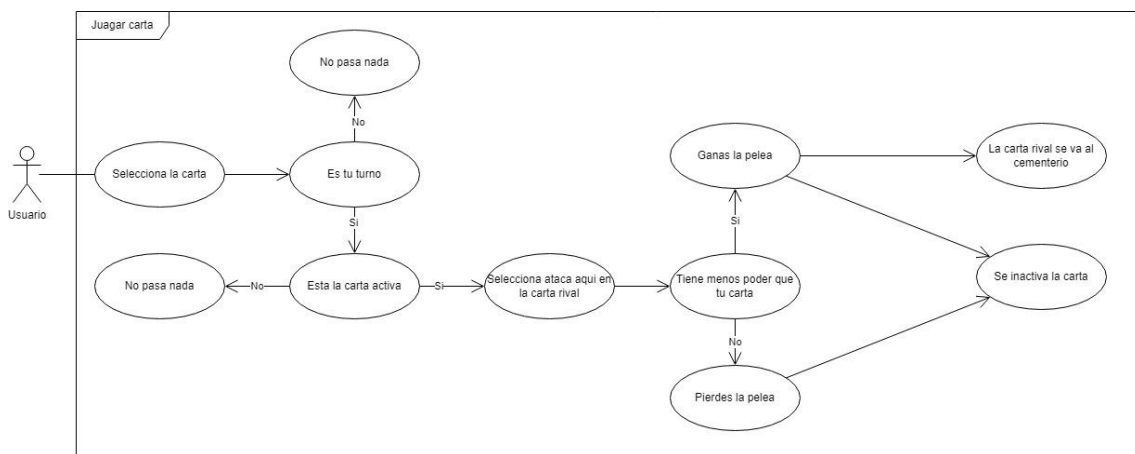 Juagar carta
No pasa nada
No
Ganas la pelea
La carta rival se va al
cementerio
Selecciona la carta
Es tu turno
Usuario
Si
Si
No pasa nada
No
Esta la carta activa
Si
Selecciona ataca aqui en
la carta rival
Tiene menos poder que
tu carta
Se inactiva la carta
No
Pierdes la pelea